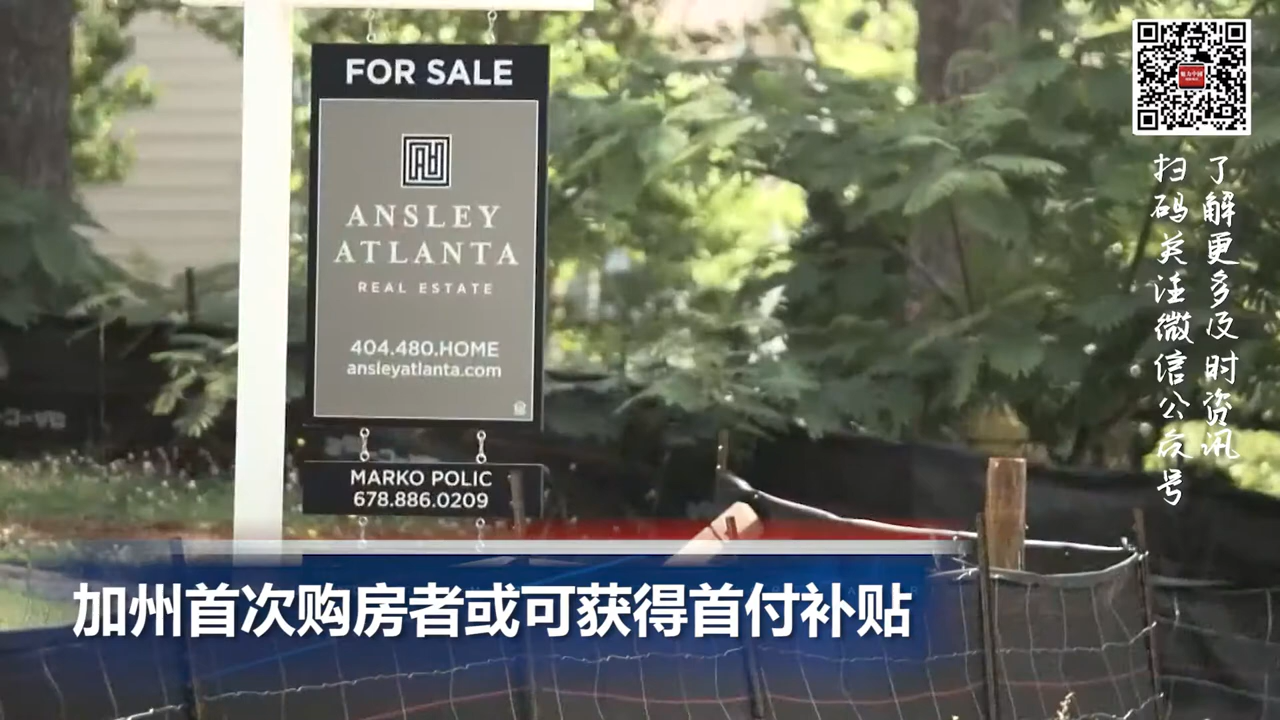 FOR SALE
ANSLEY
ATLANTA
REAL ESTATE
404.480.HOME
ansleyatlanta.com
MARKO POLIC
678.886.0209
了解更多及时资讯
扫码关注微信公众号
加州首次购房者或可获得首付补贴